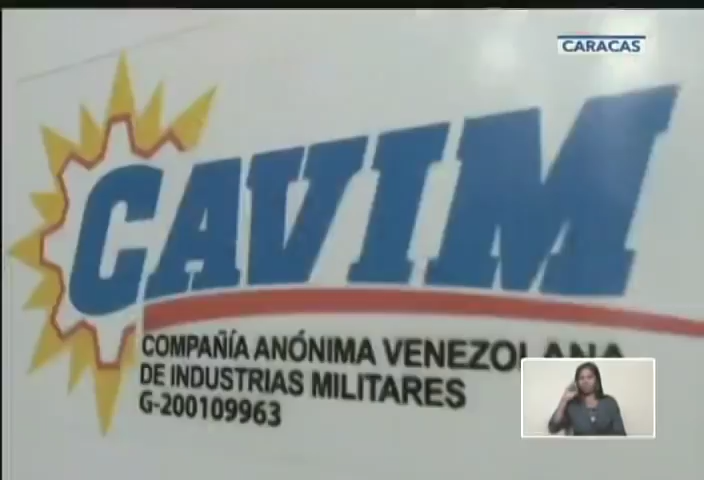 CARACAS
CAVIM
COMPAÑÍA ANÓNIMA VENEZOLANA
DE INDUSTRIAS MILITARES
G-200109963